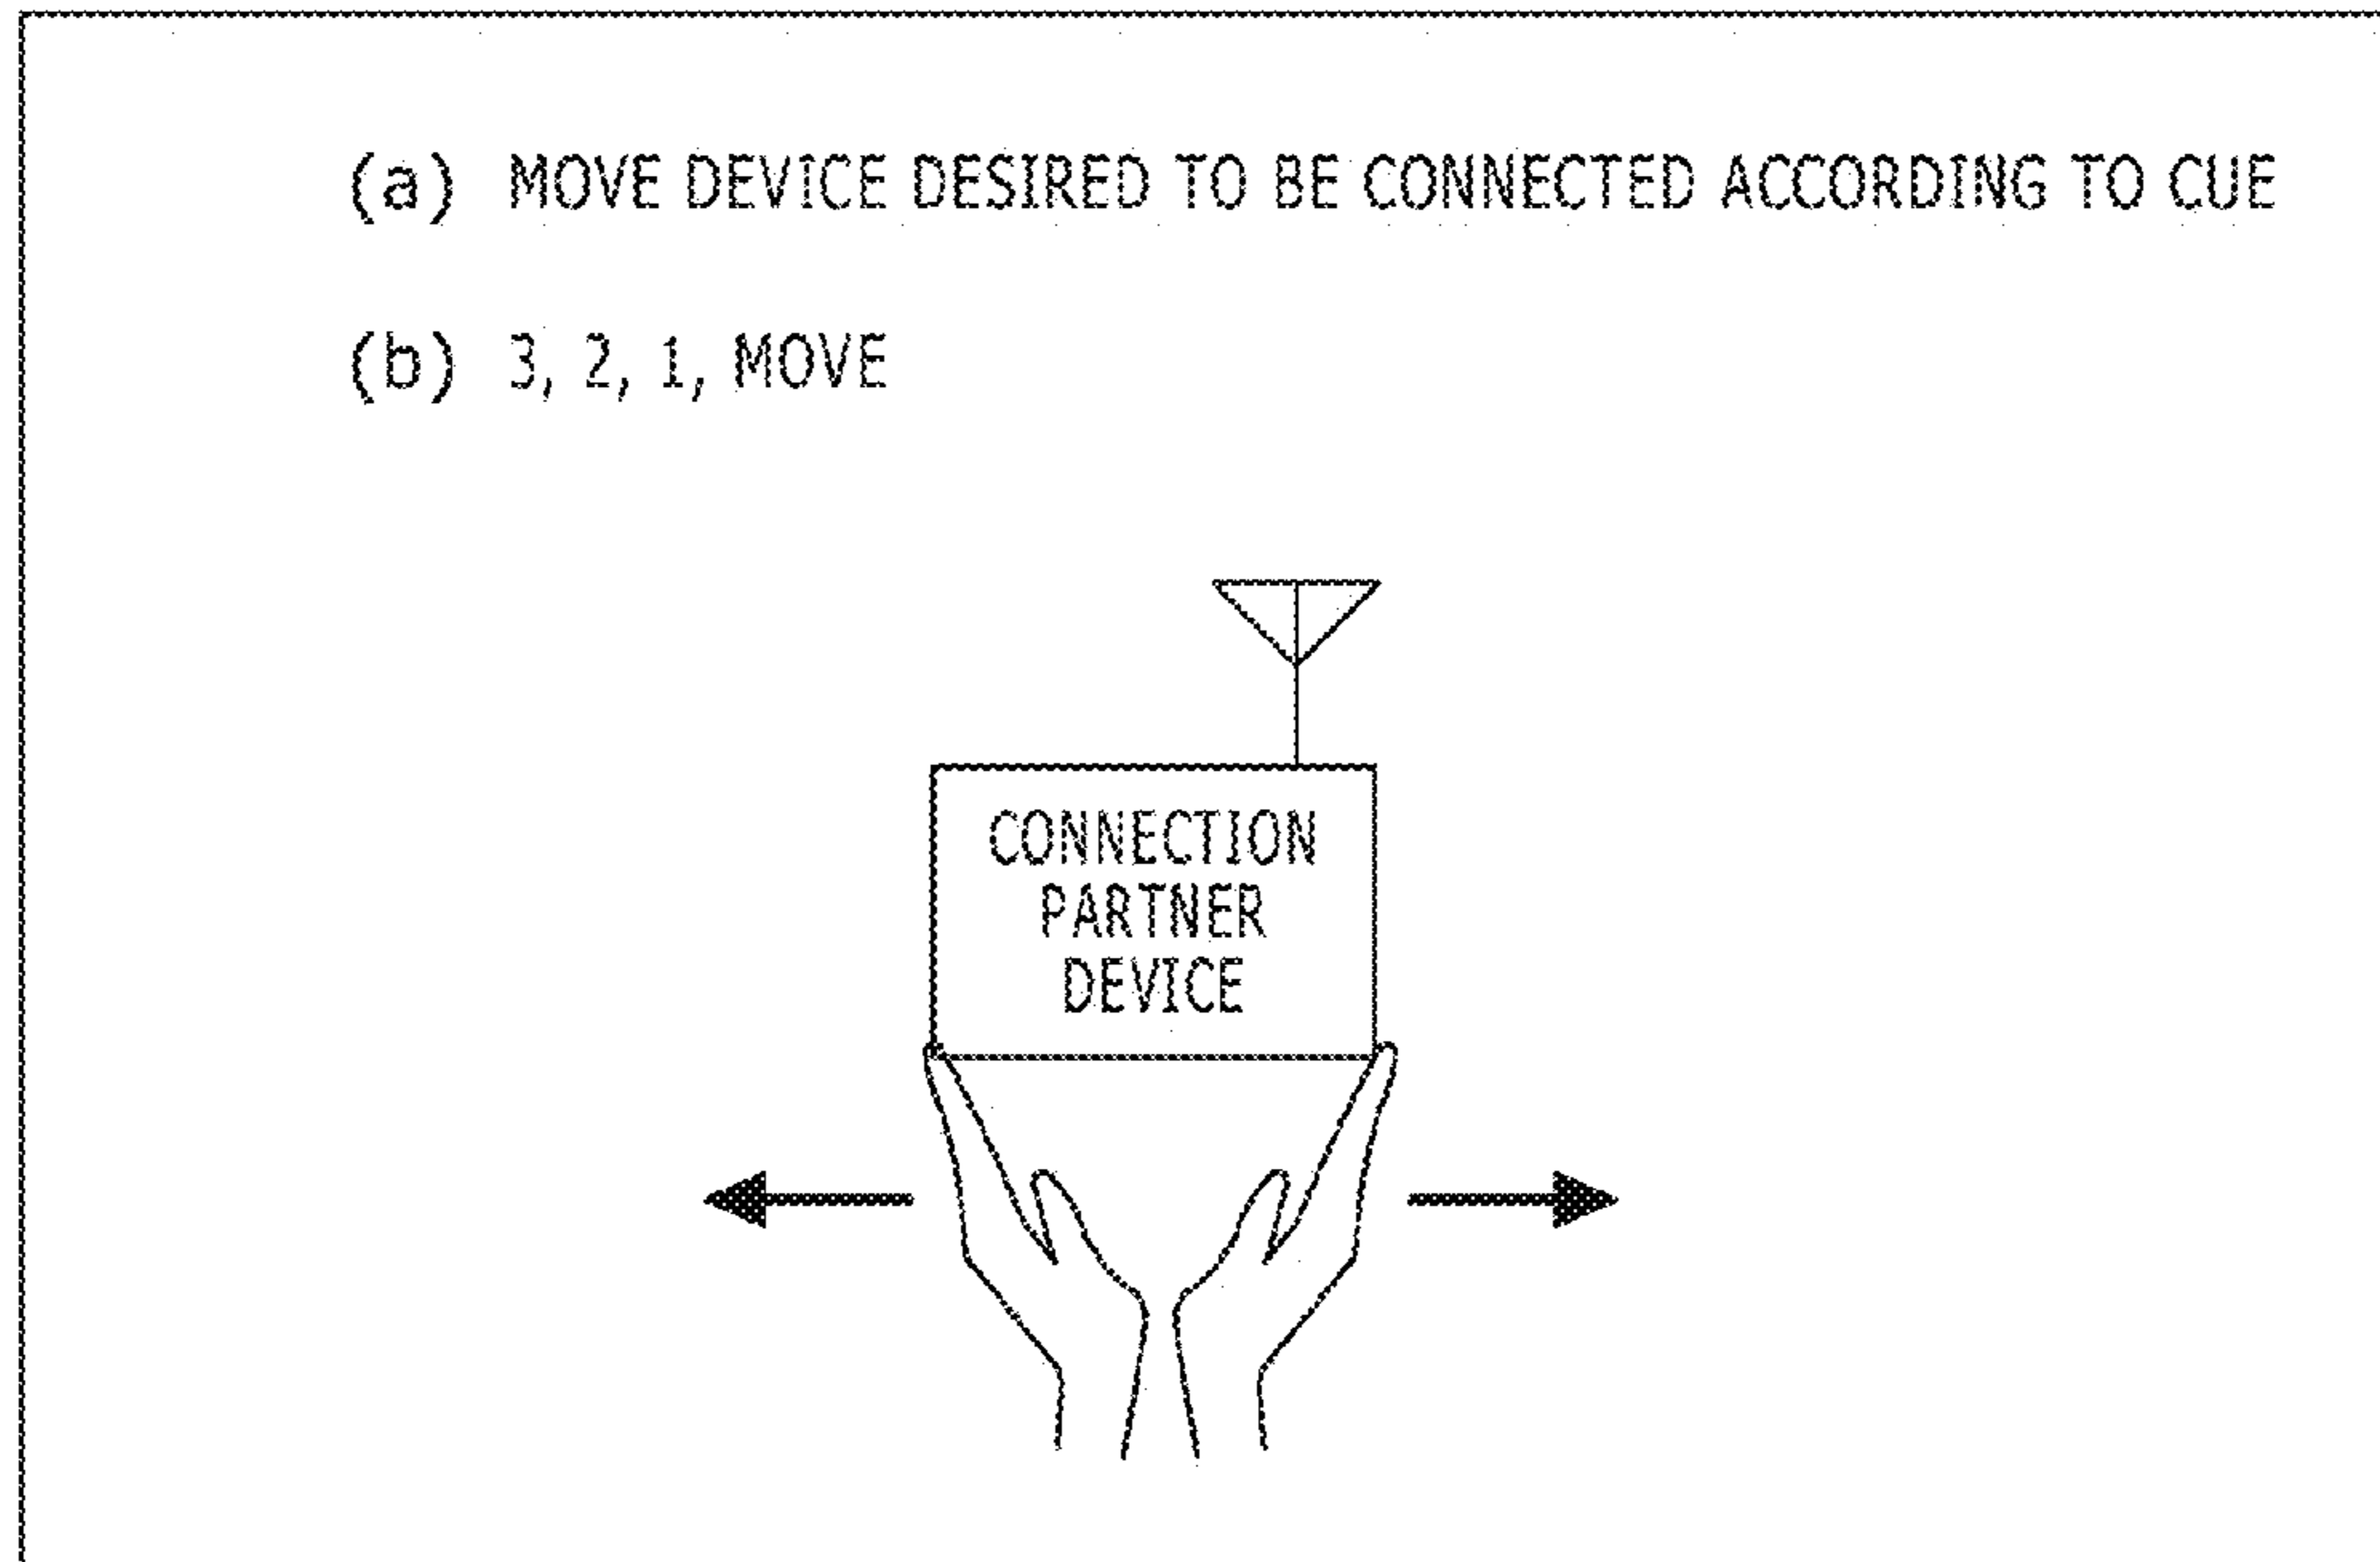 (a) MOVE DEVICE DESIRED TO BE CONNECTED ACCORDING TO CUE
(b) 3, 2, 1, MOVE
CONNECTION
PARTNER
DEVICE